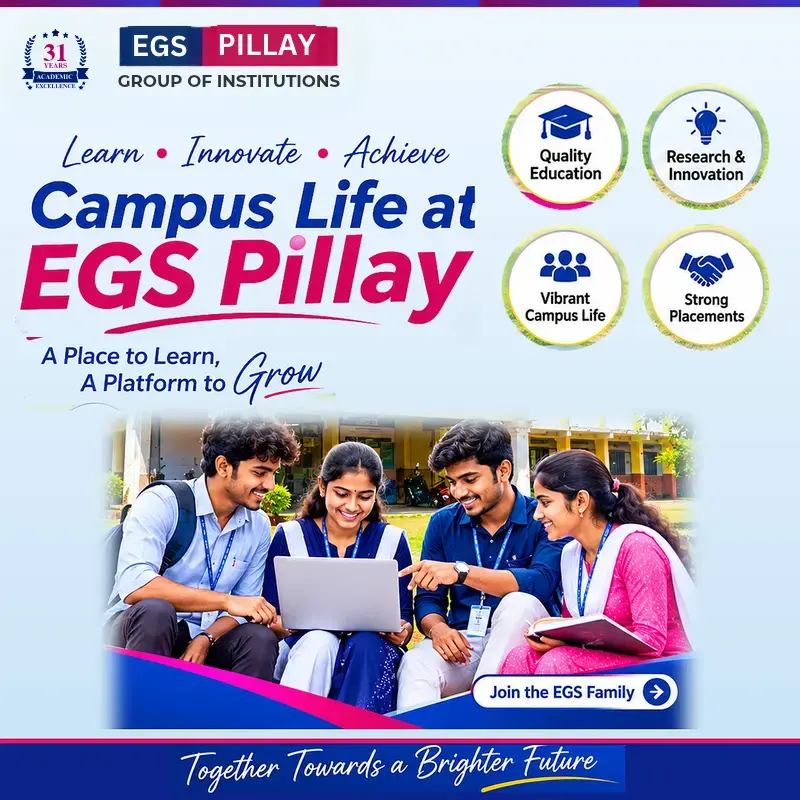 31
YEARS
ACADEMIC
EXCELLENCE
EGS PILLAY
GROUP OF INSTITUTIONS
Learn • Innovate • Achieve
Campus Life at
EGS Pillay
A Place to Learn,
A Platform to Grow
Quality
Education
Research &
Innovation
Vibrant
Campus Life
Strong
Placements
Join the EGS Family
Together Towards a Brighter Future